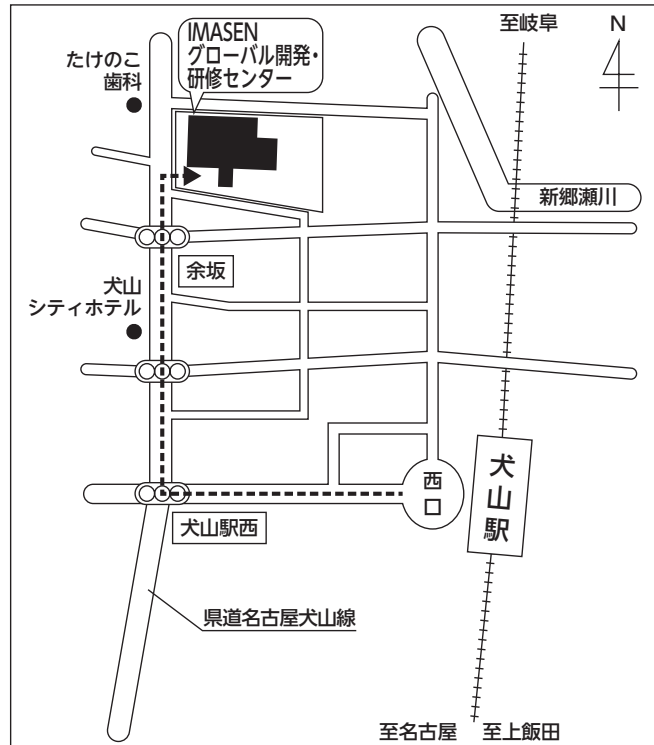 至岐阜
N
IMASEN
グローバル開発・
研修センター
たけのこ
歯科
新郷瀬川
余坂
犬山
シティホテル
西口
犬山駅
犬山駅西
県道名古屋犬山線
至名古屋
至上飯田